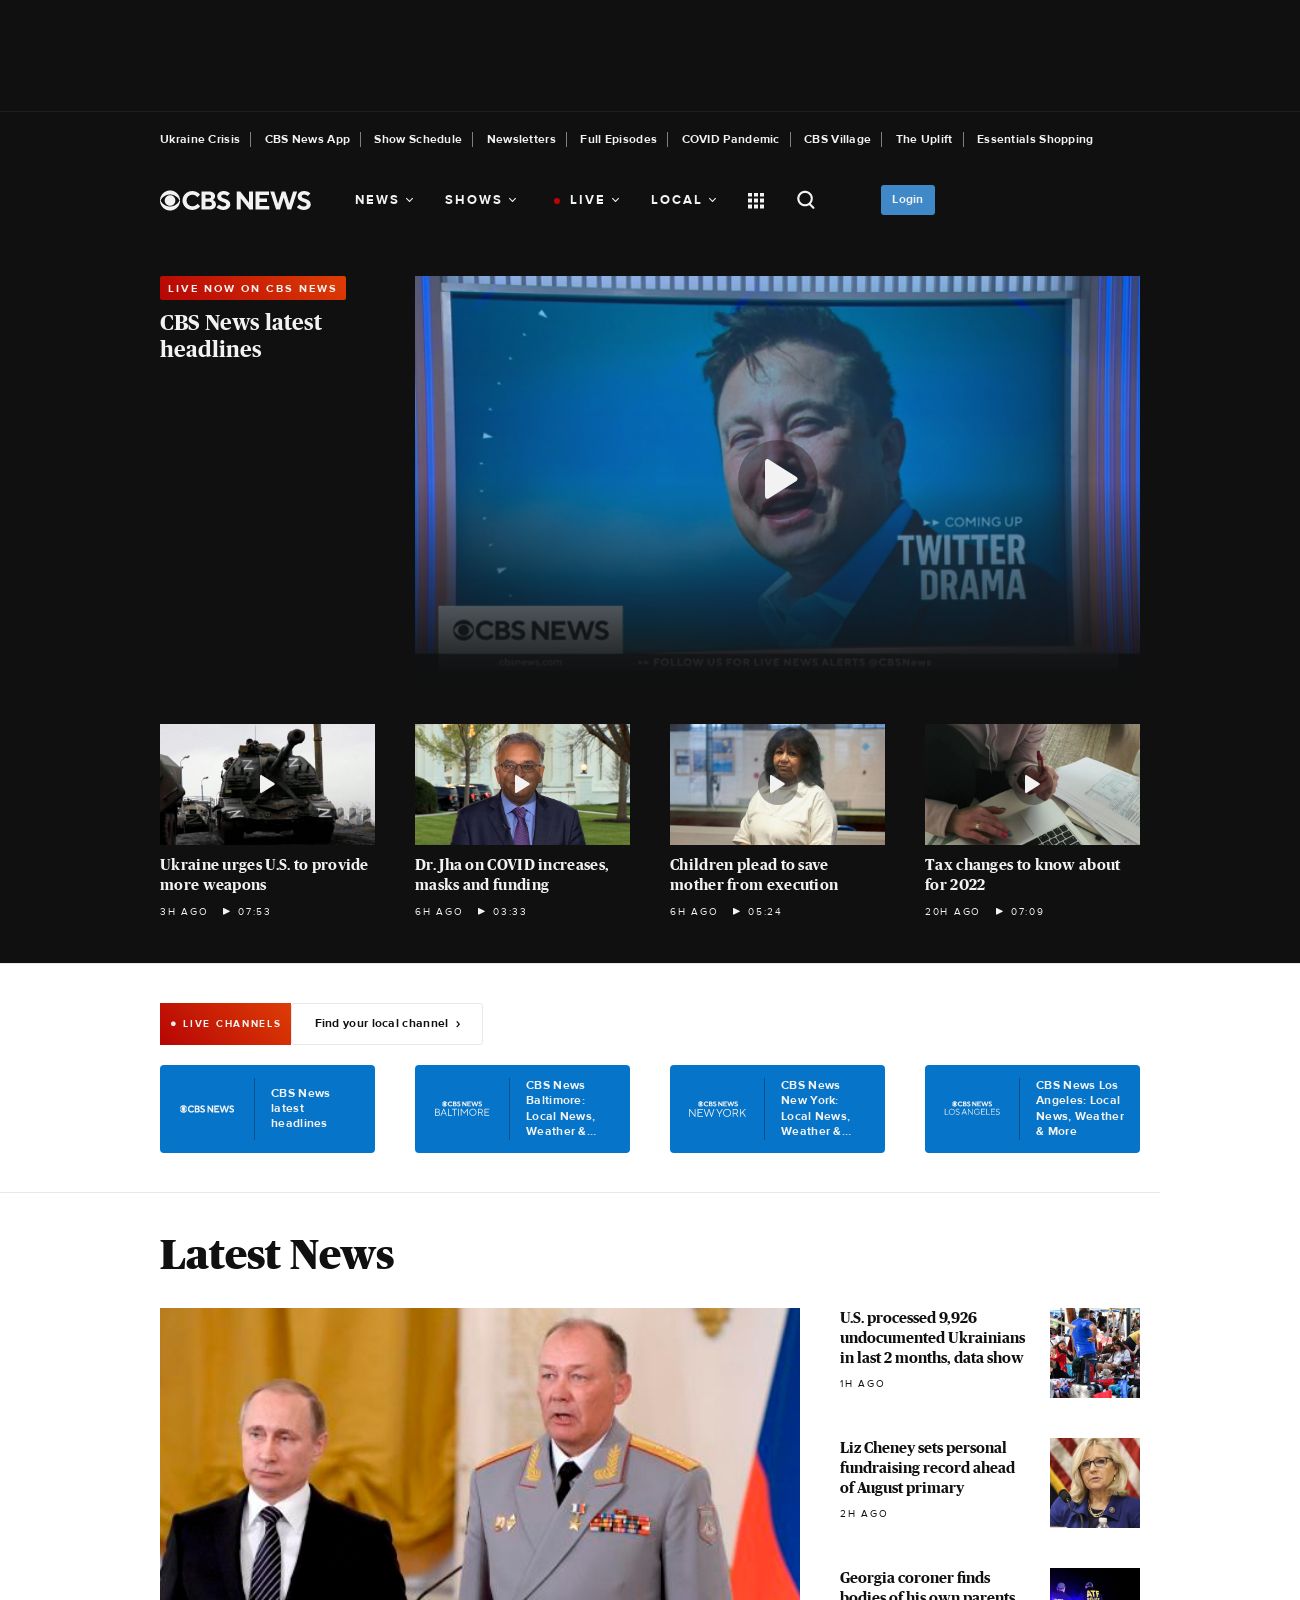 Ukraine Crisis
CBS News App
Show Schedule
Newsletters
Full Episodes
COVID Pandemic
CBS Village
The Uplift
Essentials Shopping
CBS NEWS
NEWS
SHOWS
LIVE
LOCAL
Login
LIVE NOW ON CBS NEWS
CBS News latest
headlines
COMING UP
TWITTER
DRAMA
CBS NEWS
cbsnews.com
FOLLOW US FOR LIVE NEWS ALERTS @CBSNews
Ukraine urges U.S. to provide
more weapons
3H AGO 07:53
Dr. Jha on COVID increases,
masks and funding
6H AGO 03:33
Children plead to save
mother from execution
6H AGO 05:24
Tax changes to know about
for 2022
20H AGO 07:09
LIVE CHANNELS
Find your local channel ›
CBS NEWS
CBS News
latest
headlines
CBS NEWS
BALTIMORE
CBS News
Baltimore:
Local News,
Weather &...
CBS NEWS
NEW YORK
CBS News
New York:
Local News,
Weather &...
CBS NEWS
LOS ANGELES
CBS News Los
Angeles: Local
News, Weather
& More
Latest News
U.S. processed 9,926
undocumented Ukrainians
in last 2 months, data show
1H AGO
Liz Cheney sets personal
fundraising record ahead
of August primary
2H AGO
Georgia coroner finds
bodies of his own parents
ATF